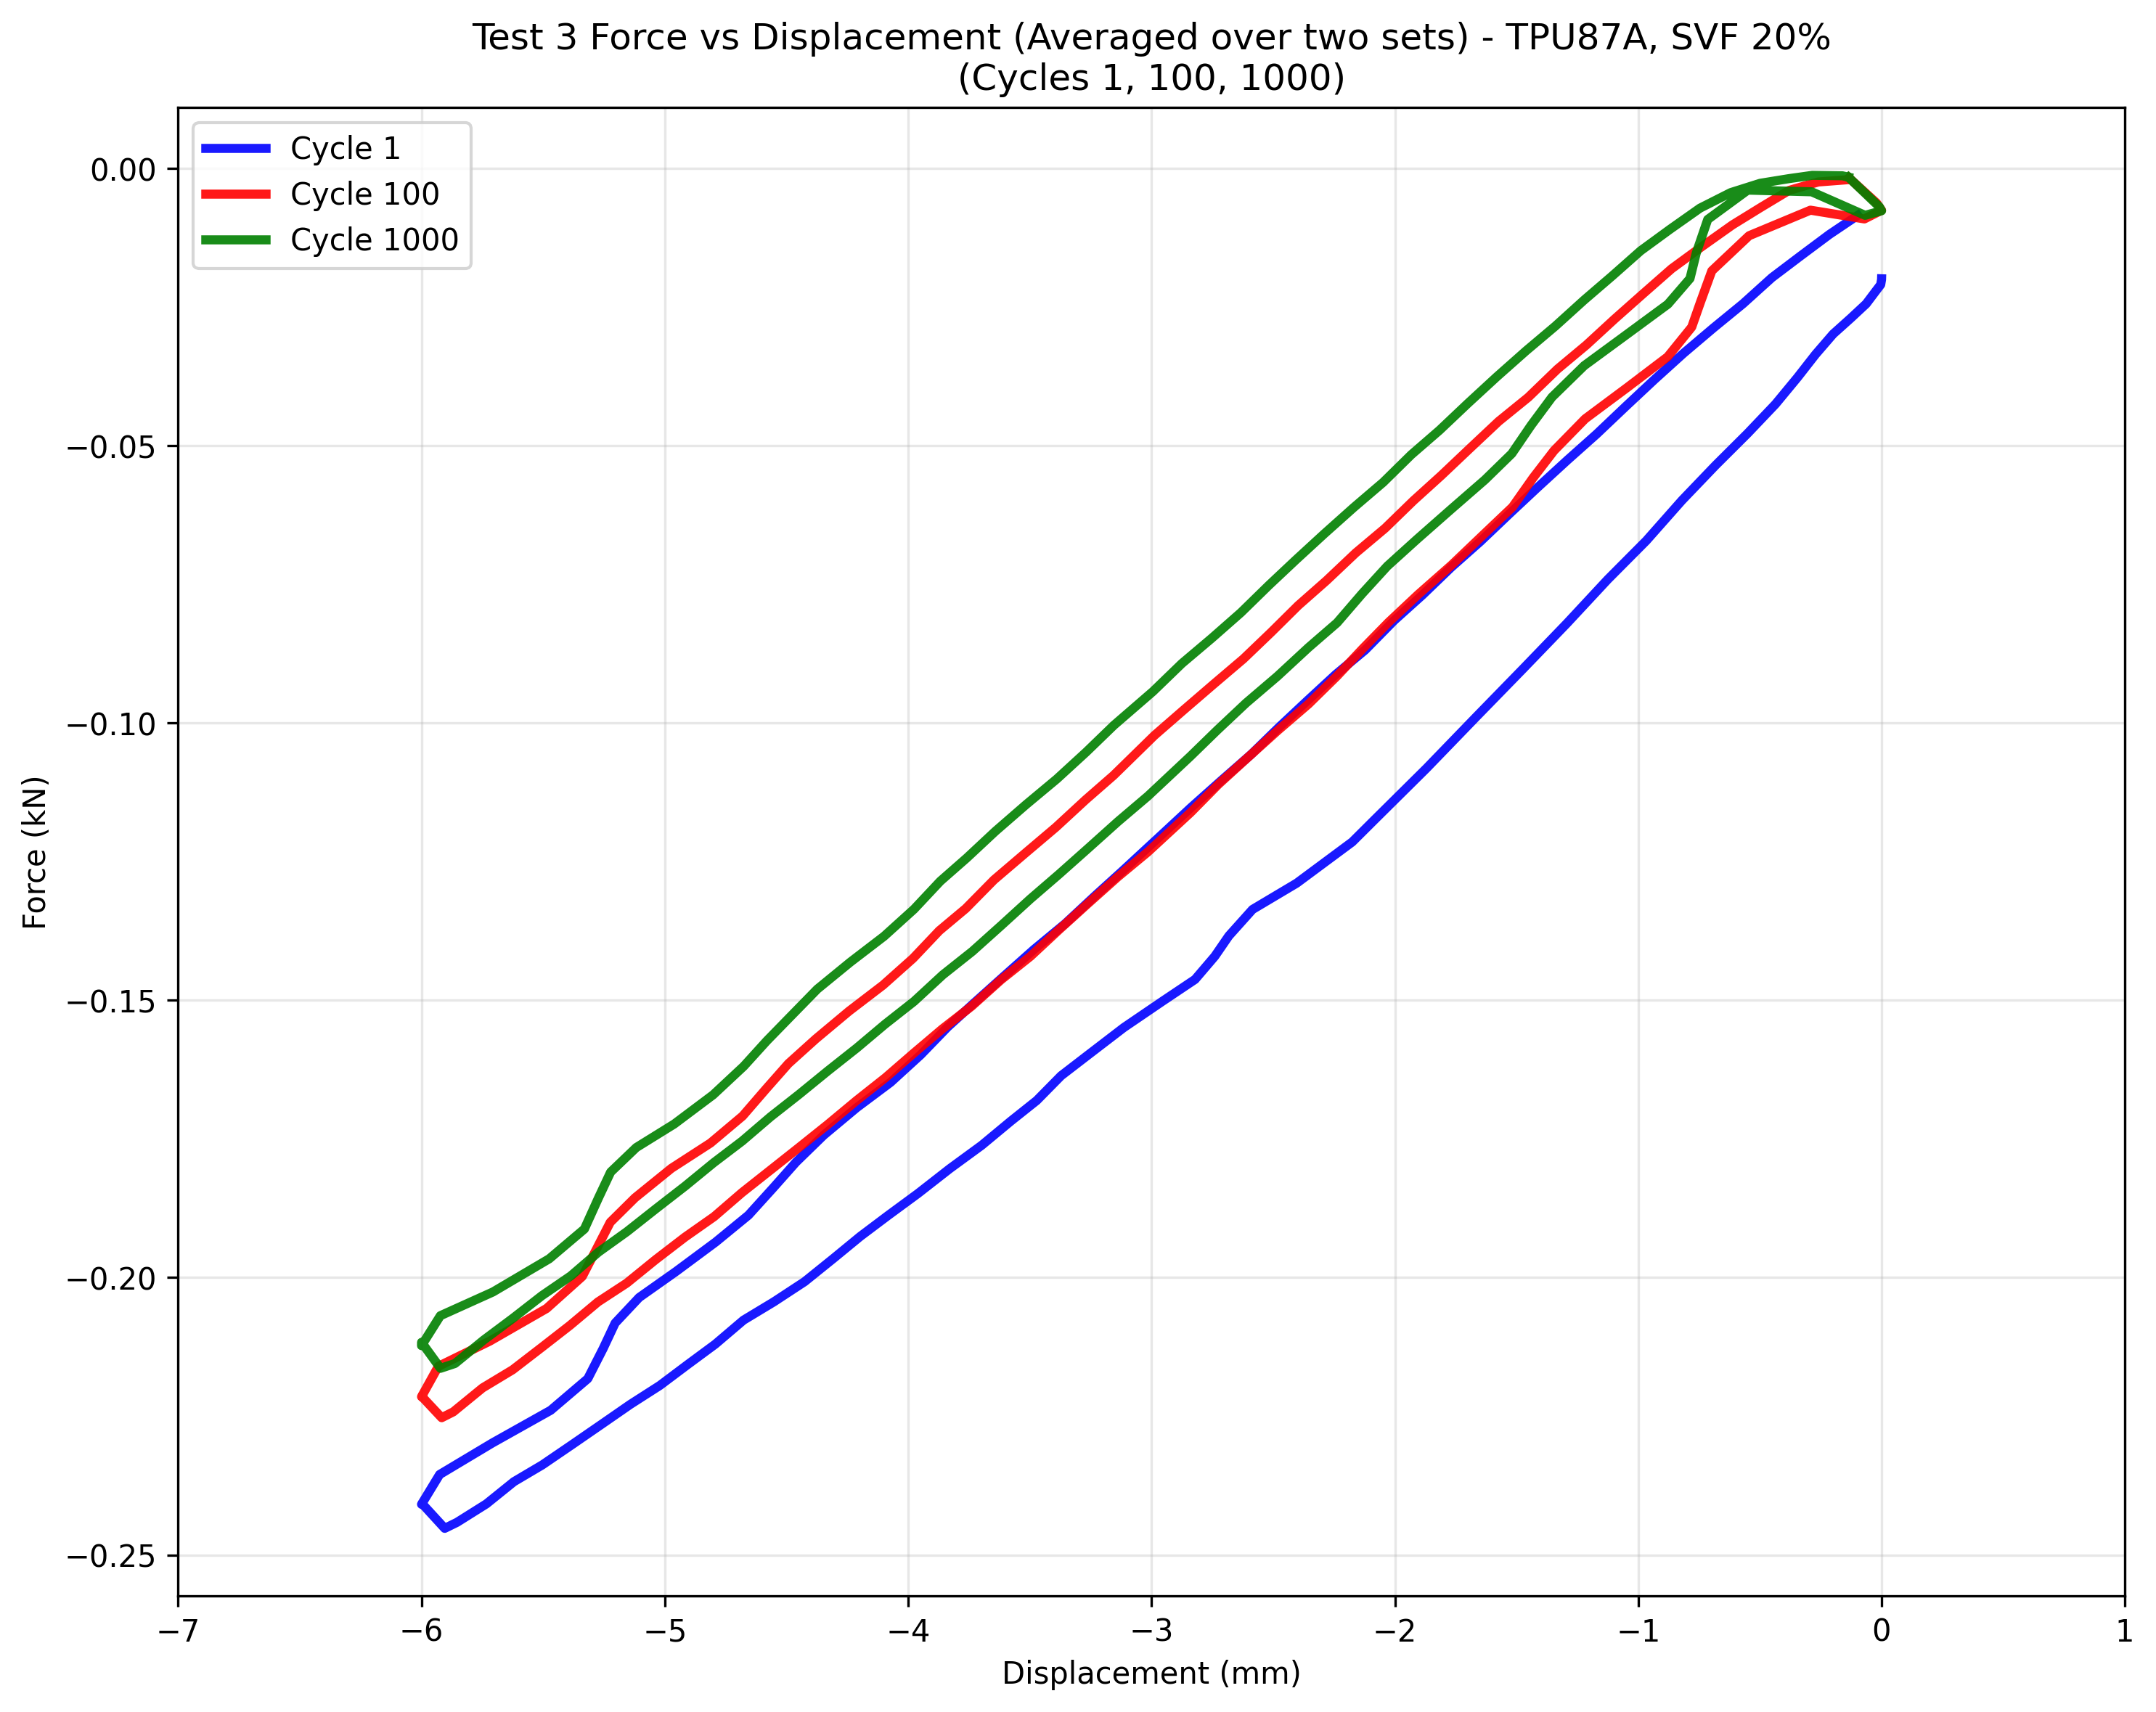 Test 3 Force vs Displacement (Averaged over two sets) - TPU87A, SVF 20%
(Cycles 1, 100, 1000)
Cycle 1
Cycle 100
Cycle 1000
0.00
−0.05
−0.10
−0.15
−0.20
−0.25
Force (kN)
−7
−6
−5
−4
−3
−2
−1
0
1
Displacement (mm)